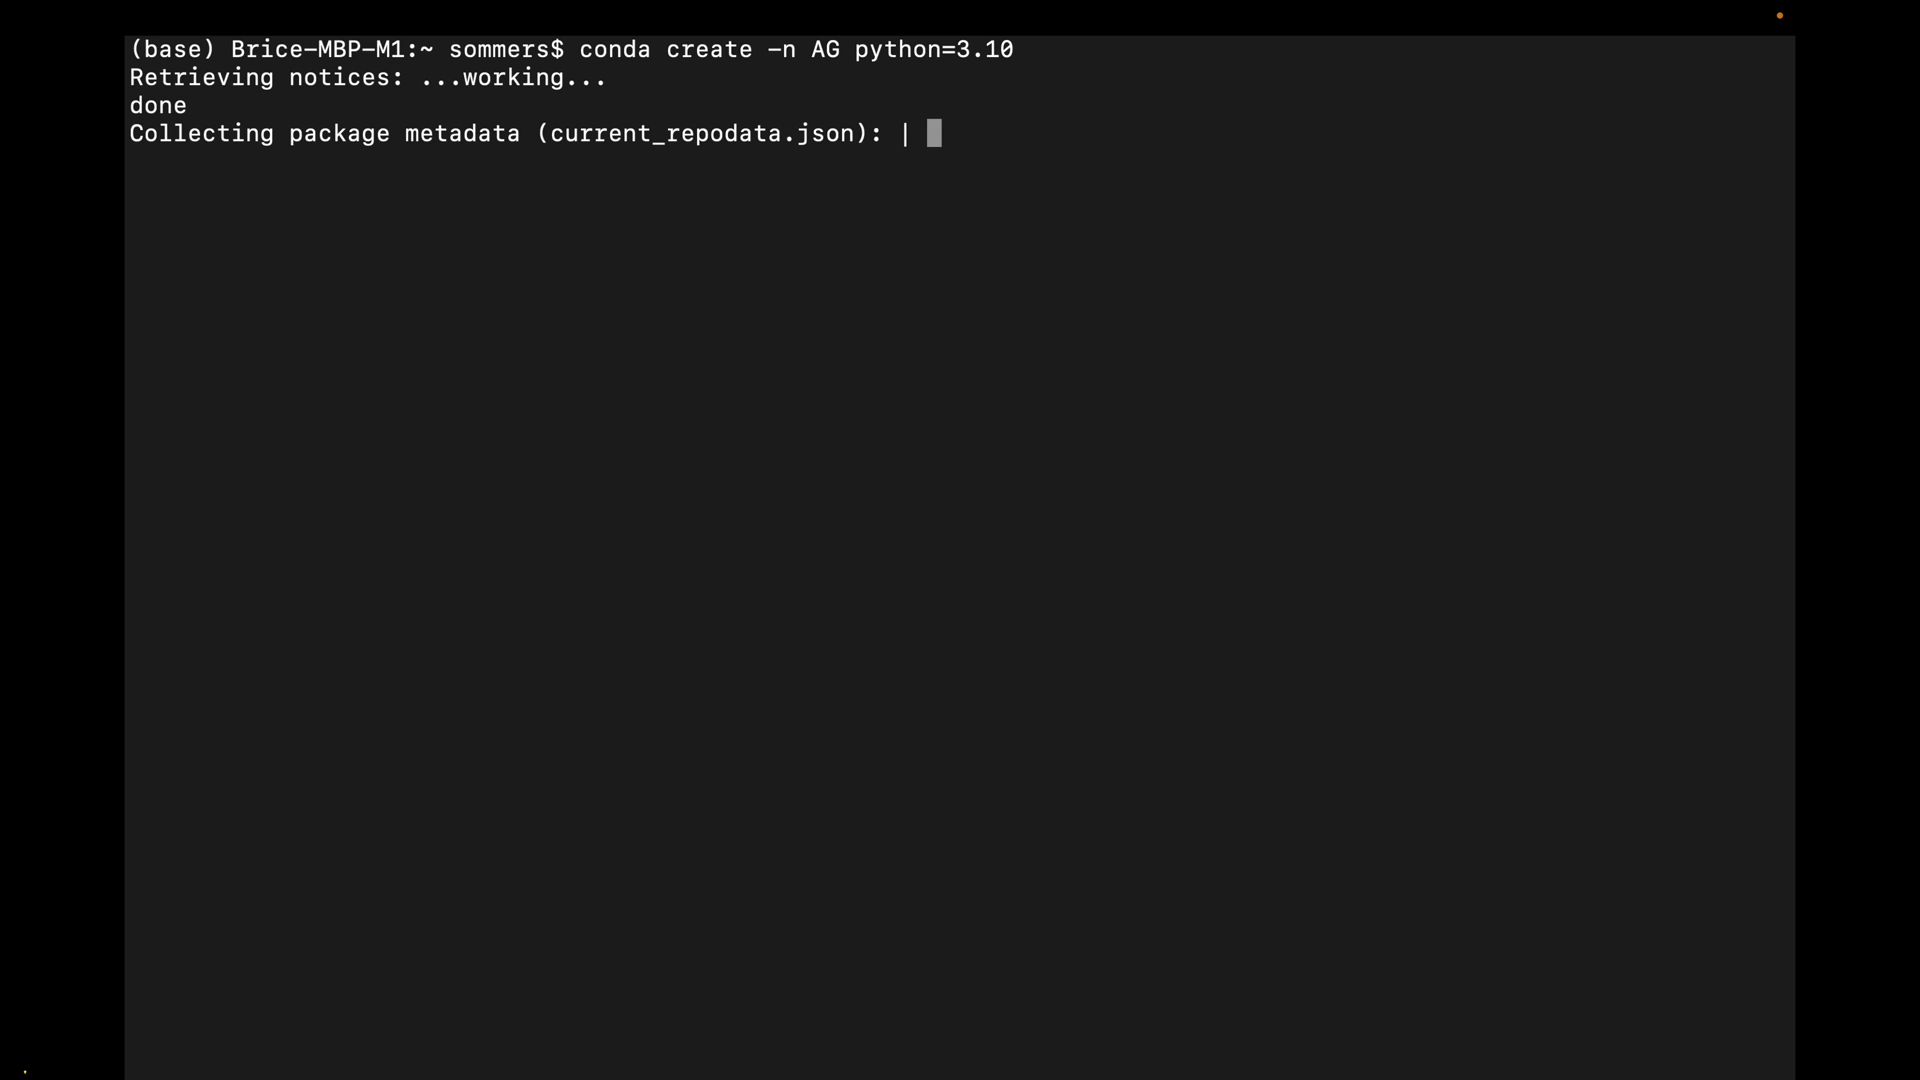 (base) Brice-MBP-M1:~ sommers$ conda create -n AG python=3.10
Retrieving notices: ...working...
done
Collecting package metadata (current_repodata.json): |